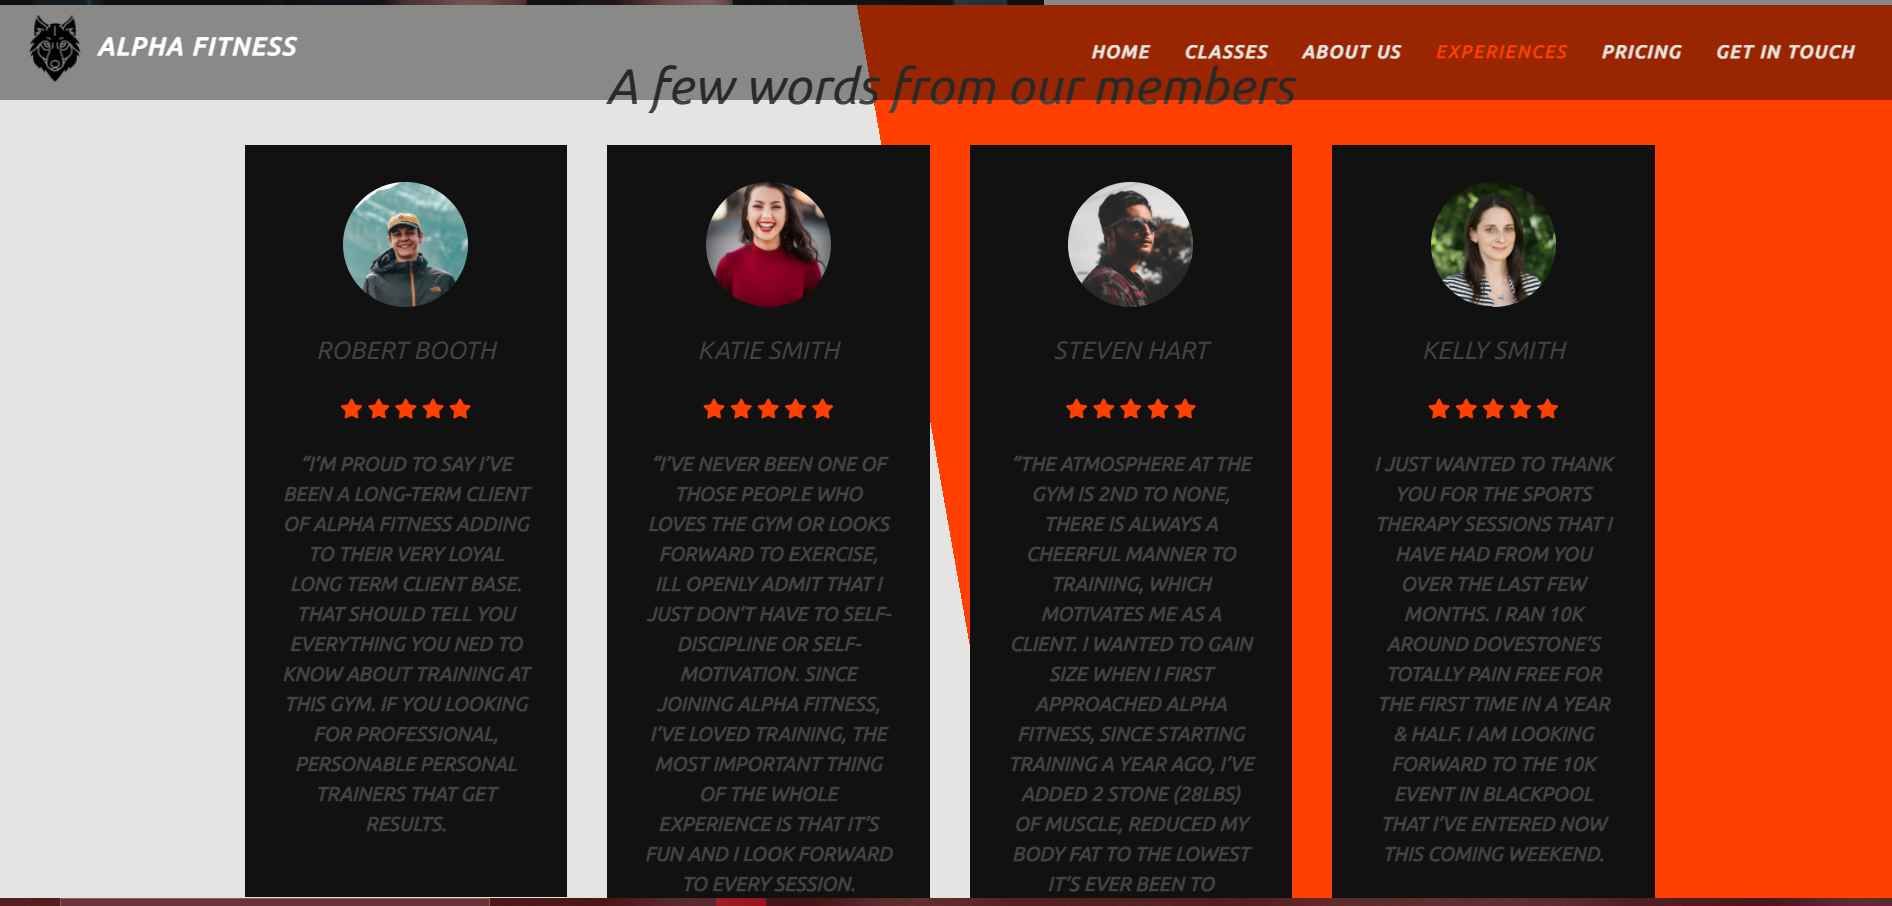 ALPHA FITNESS
HOME CLASSES ABOUT US EXPERIENCES PRICING GET IN TOUCH
A few words from our members
ROBERT BOOTH
“I’M PROUD TO SAY I’VE
BEEN A LONG-TERM CLIENT
OF ALPHA FITNESS ADDING
TO THEIR VERY LOYAL
LONG TERM CLIENT BASE.
THAT SHOULD TELL YOU
EVERYTHING YOU NED TO
KNOW ABOUT TRAINING AT
THIS GYM. IF YOU LOOKING
FOR PROFESSIONAL,
PERSONABLE PERSONAL
TRAINERS THAT GET
RESULTS.
KATIE SMITH
“I’VE NEVER BEEN ONE OF
THOSE PEOPLE WHO
LOVES THE GYM OR LOOKS
FORWARD TO EXERCISE,
ILL OPENLY ADMIT THAT I
JUST DON’T HAVE TO SELF-
DISCIPLINE OR SELF-
MOTIVATION. SINCE
JOINING ALPHA FITNESS,
I’VE LOVED TRAINING, THE
MOST IMPORTANT THING
OF THE WHOLE
EXPERIENCE IS THAT IT’S
FUN AND I LOOK FORWARD
TO EVERY SESSION.
STEVEN HART
“THE ATMOSPHERE AT THE
GYM IS 2ND TO NONE,
THERE IS ALWAYS A
CHEERFUL MANNER TO
TRAINING, WHICH
MOTIVATES ME AS A
CLIENT. I WANTED TO GAIN
SIZE WHEN I FIRST
APPROACHED ALPHA
FITNESS, SINCE STARTING
TRAINING A YEAR AGO, I’VE
ADDED 2 STONE (28LBS)
OF MUSCLE, REDUCED MY
BODY FAT TO THE LOWEST
IT’S EVER BEEN TO
KELLY SMITH
I JUST WANTED TO THANK
YOU FOR THE SPORTS
THERAPY SESSIONS THAT I
HAVE HAD FROM YOU
OVER THE LAST FEW
MONTHS. I RAN 10K
AROUND DOVESTONE’S
TOTALLY PAIN FREE FOR
THE FIRST TIME IN A YEAR
& HALF. I AM LOOKING
FORWARD TO THE 10K
EVENT IN BLACKPOOL
THAT I’VE ENTERED NOW
THIS COMING WEEKEND.